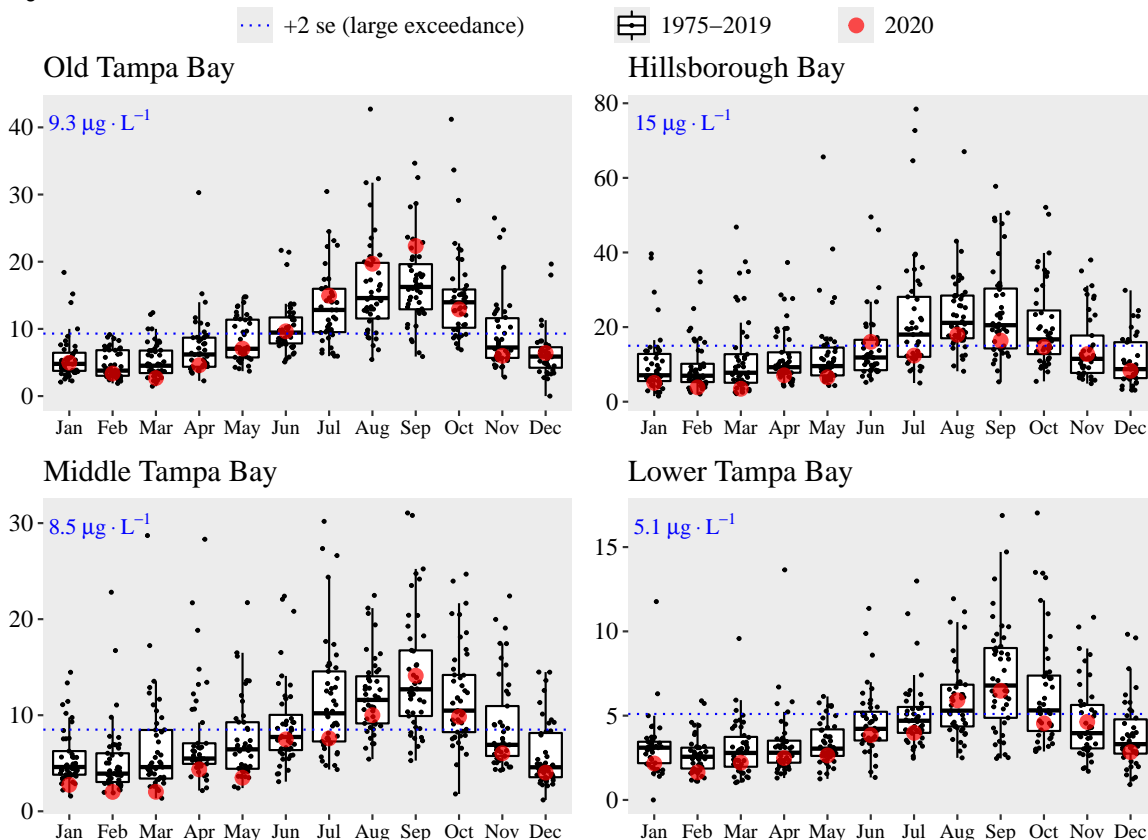 +2 se (large exceedance) 1975−2019 2020
Old Tampa Bay
9.3 μg · L⁻¹
40
30
20
10
0
Jan Feb Mar Apr May Jun Jul Aug Sep Oct Nov Dec
Hillsborough Bay
15 μg · L⁻¹
80
60
40
20
0
Jan Feb Mar Apr May Jun Jul Aug Sep Oct Nov Dec
Middle Tampa Bay
8.5 μg · L⁻¹
30
20
10
0
Jan Feb Mar Apr May Jun Jul Aug Sep Oct Nov Dec
Lower Tampa Bay
5.1 μg · L⁻¹
15
10
5
0
Jan Feb Mar Apr May Jun Jul Aug Sep Oct Nov Dec